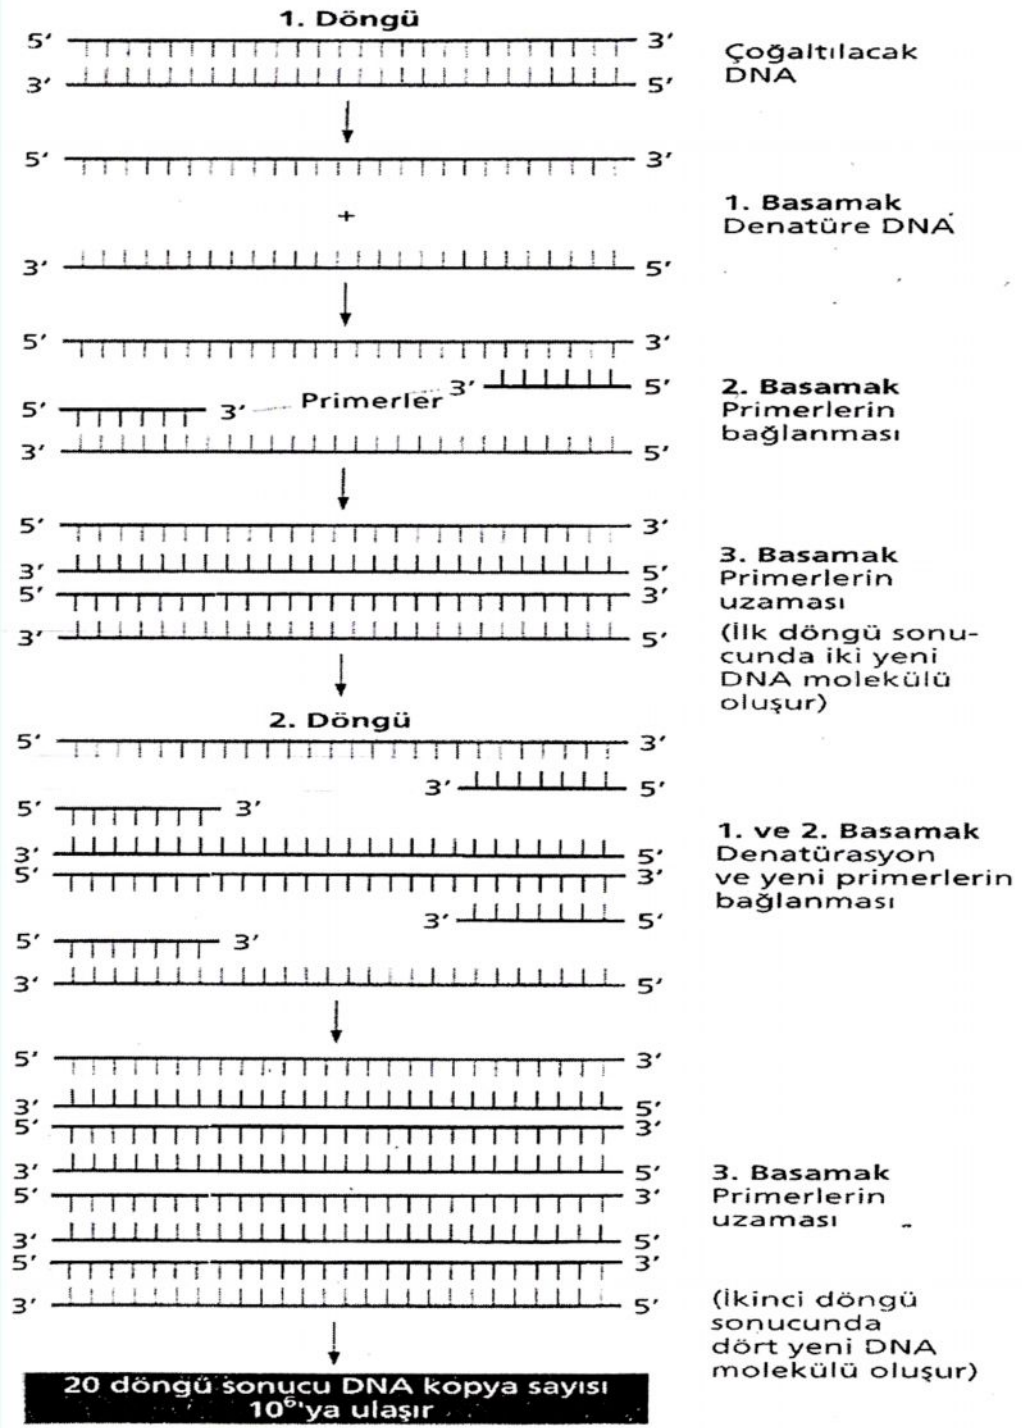 1. Döngü
5′ 3′
Çoğaltılacak
DNA
3′ 5′
5′ 3′
1. Basamak
Denatüre DNA
+
3′ 5′
5′ 3′
3′ 5′
2. Basamak
Primerlerin
bağlanması
5′ 3′ Primerler
3′ 5′
5′ 3′
3′ 5′
5′ 3′
3′ 5′
3. Basamak
Primerlerin
uzaması
(İlk döngü sonu-
cunda iki yeni
DNA molekülü
oluşur)
2. Döngü
5′ 3′
3′ 5′
5′ 3′
3′ 5′
5′ 3′
1. ve 2. Basamak
Denatürasyon
ve yeni primerlerin
bağlanması
3′ 5′
5′ 3′
3′ 5′
5′ 3′
3′ 5′
5′ 3′
3′ 5′
5′ 3′
3′ 5′
5′ 3′
3′ 5′
3. Basamak
Primerlerin
uzaması
(İkinci döngü
sonucunda
dört yeni DNA
molekülü oluşur)
20 döngü sonucu DNA kopya sayısı
10⁶'ya ulaşır